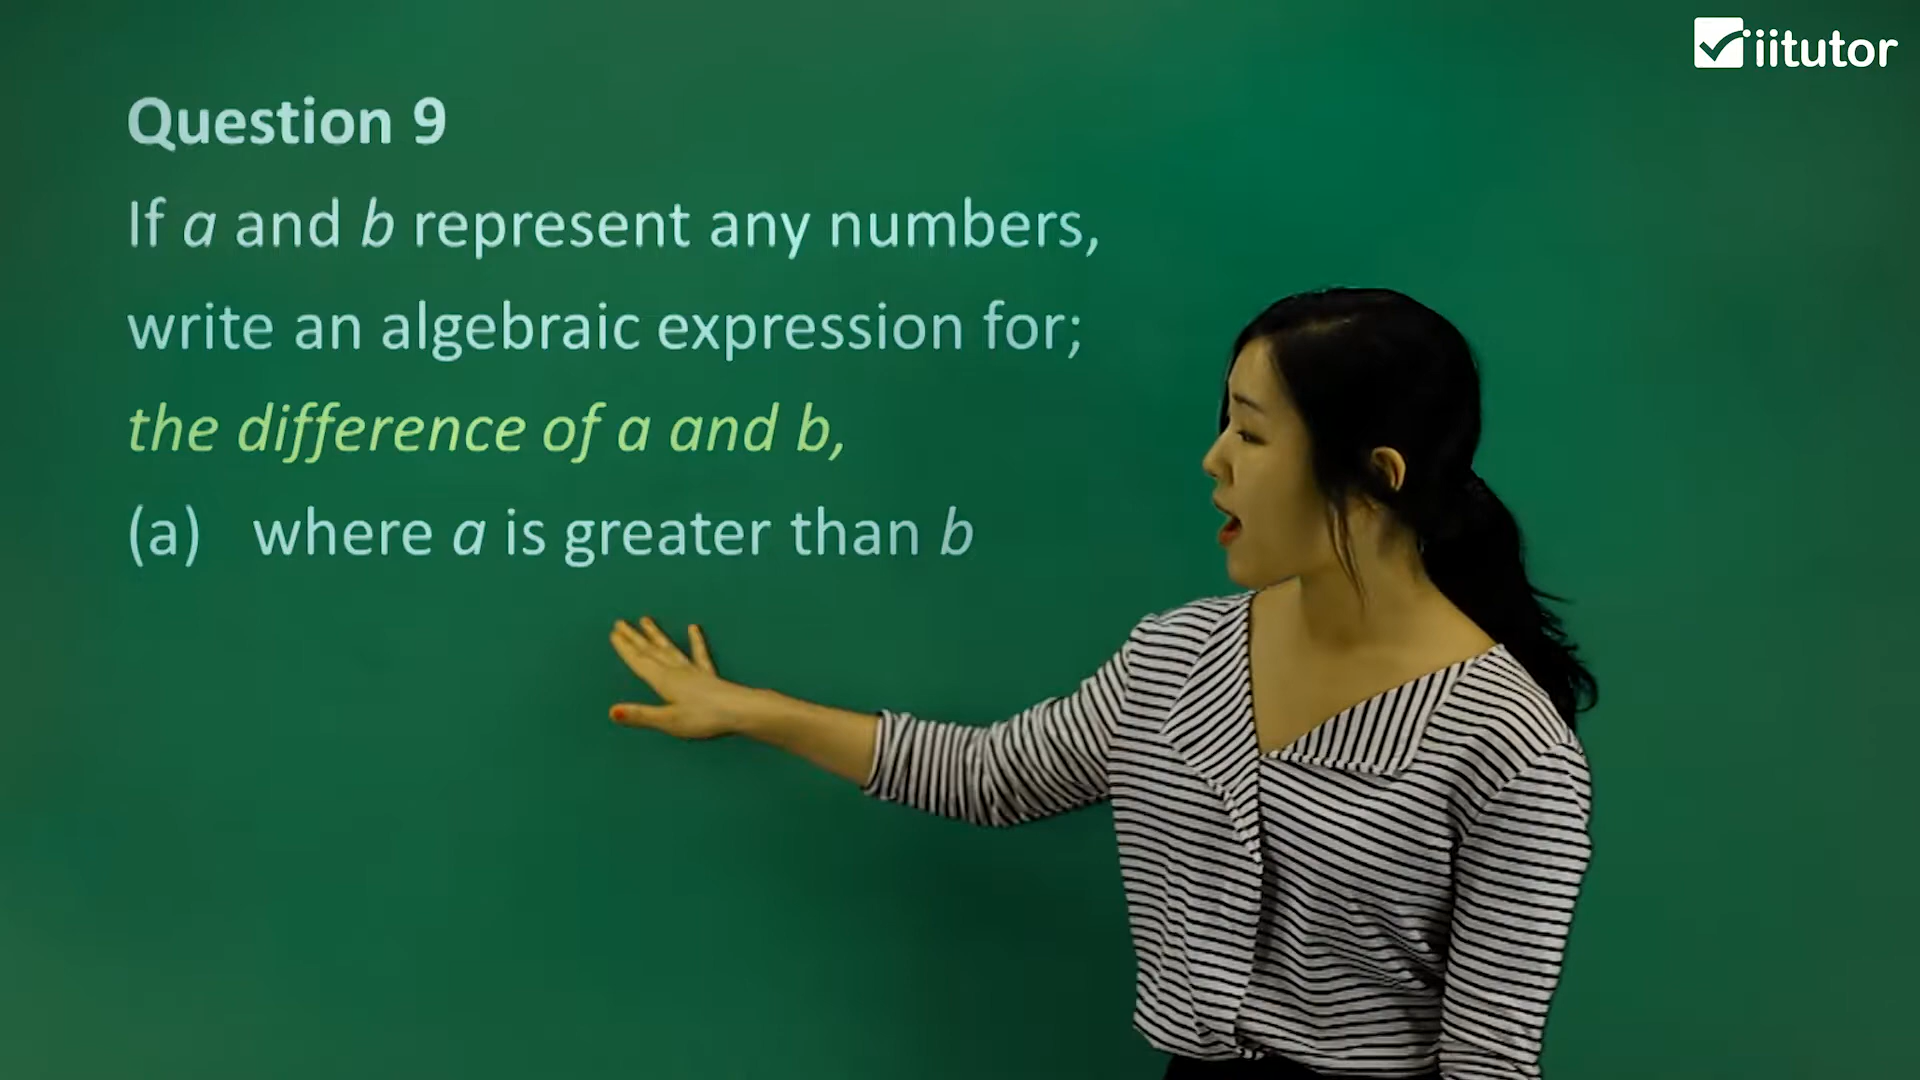 iitutor
Question 9
If a and b represent any numbers,
write an algebraic expression for;
the difference of a and b,
(a) where a is greater than b